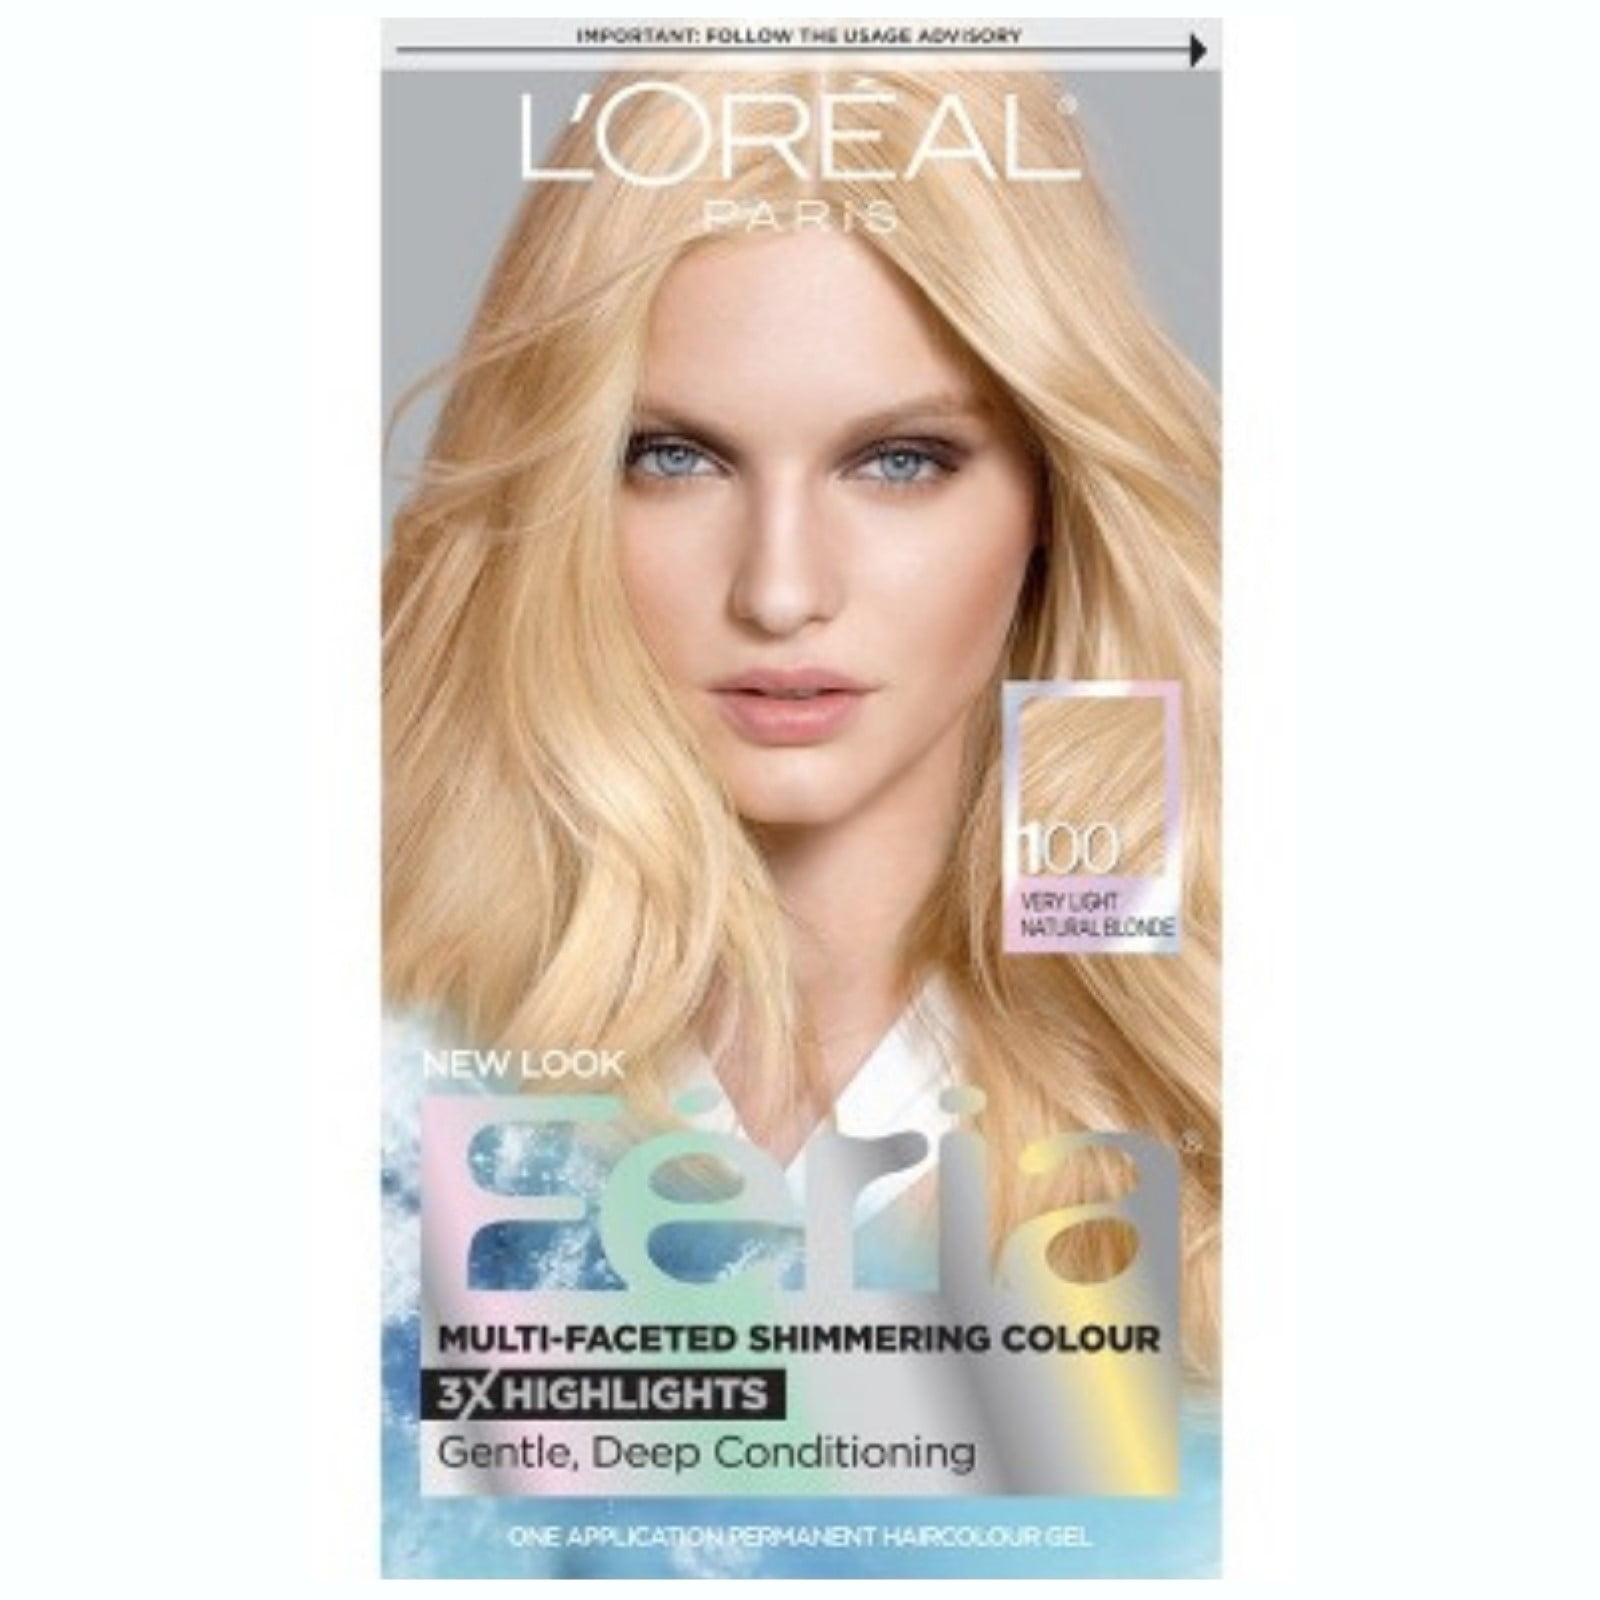 IMPORTANT: FOLLOW THE USAGE ADVISORY
L'ORÉAL®
PARIS
100
VERY LIGHT
NATURAL BLONDE
NEW LOOK
Féria®
MULTI-FACETED SHIMMERING COLOUR
3X HIGHLIGHTS
Gentle, Deep Conditioning
ONE APPLICATION PERMANENT HAIRCOLOUR GEL